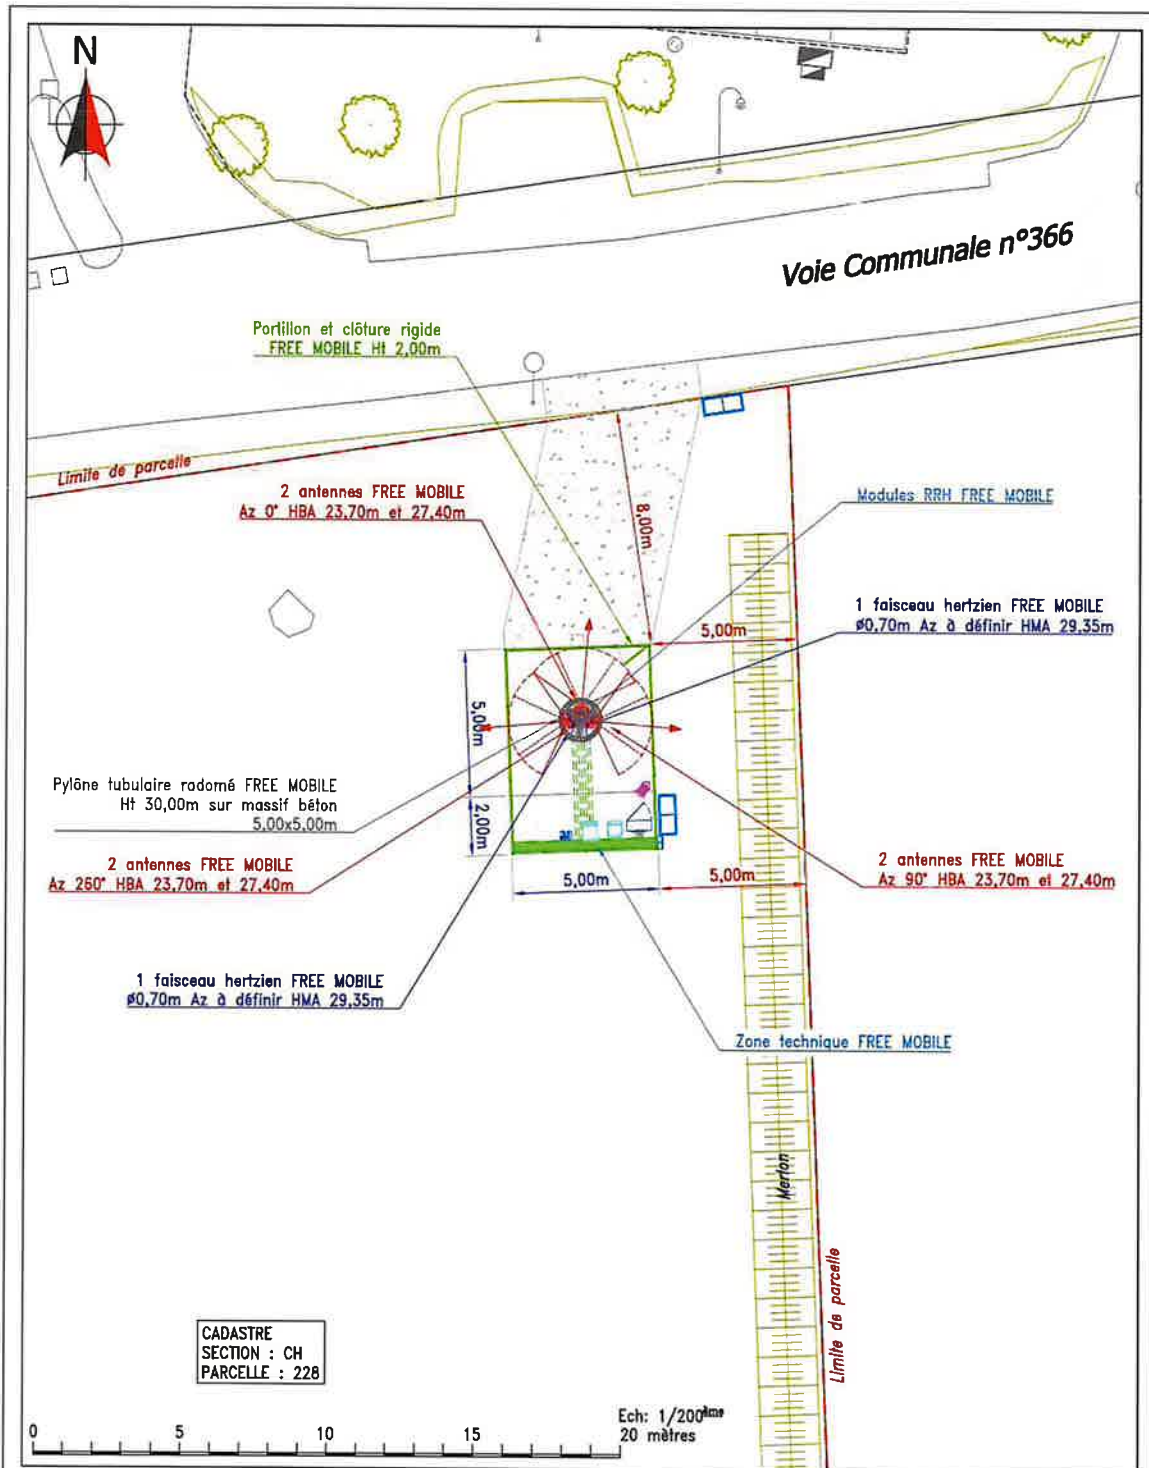 N
Voie Communale n°366
Portillon et clôture rigide
FREE MOBILE Ht 2,00m
Limite de parcelle
2 antennes FREE MOBILE
Az 0° HBA 23,70m et 27,40m
8,00m
Modules RRH FREE MOBILE
1 faisceau hertzien FREE MOBILE
ø0,70m Az à définir HMA 29,35m
5,00m
5,00m
Pylône tubulaire radomé FREE MOBILE
Ht 30,00m sur massif béton
5,00x5,00m
2,00m
2 antennes FREE MOBILE
Az 260° HBA 23,70m et 27,40m
5,00m
5,00m
2 antennes FREE MOBILE
Az 90° HBA 23,70m et 27,40m
1 faisceau hertzien FREE MOBILE
ø0,70m Az à définir HMA 29,35m
Zone technique FREE MOBILE
Merlon
Limite de parcelle
CADASTRE
SECTION : CH
PARCELLE : 228
Ech: 1/200ème
0 5 10 15 20 mètres